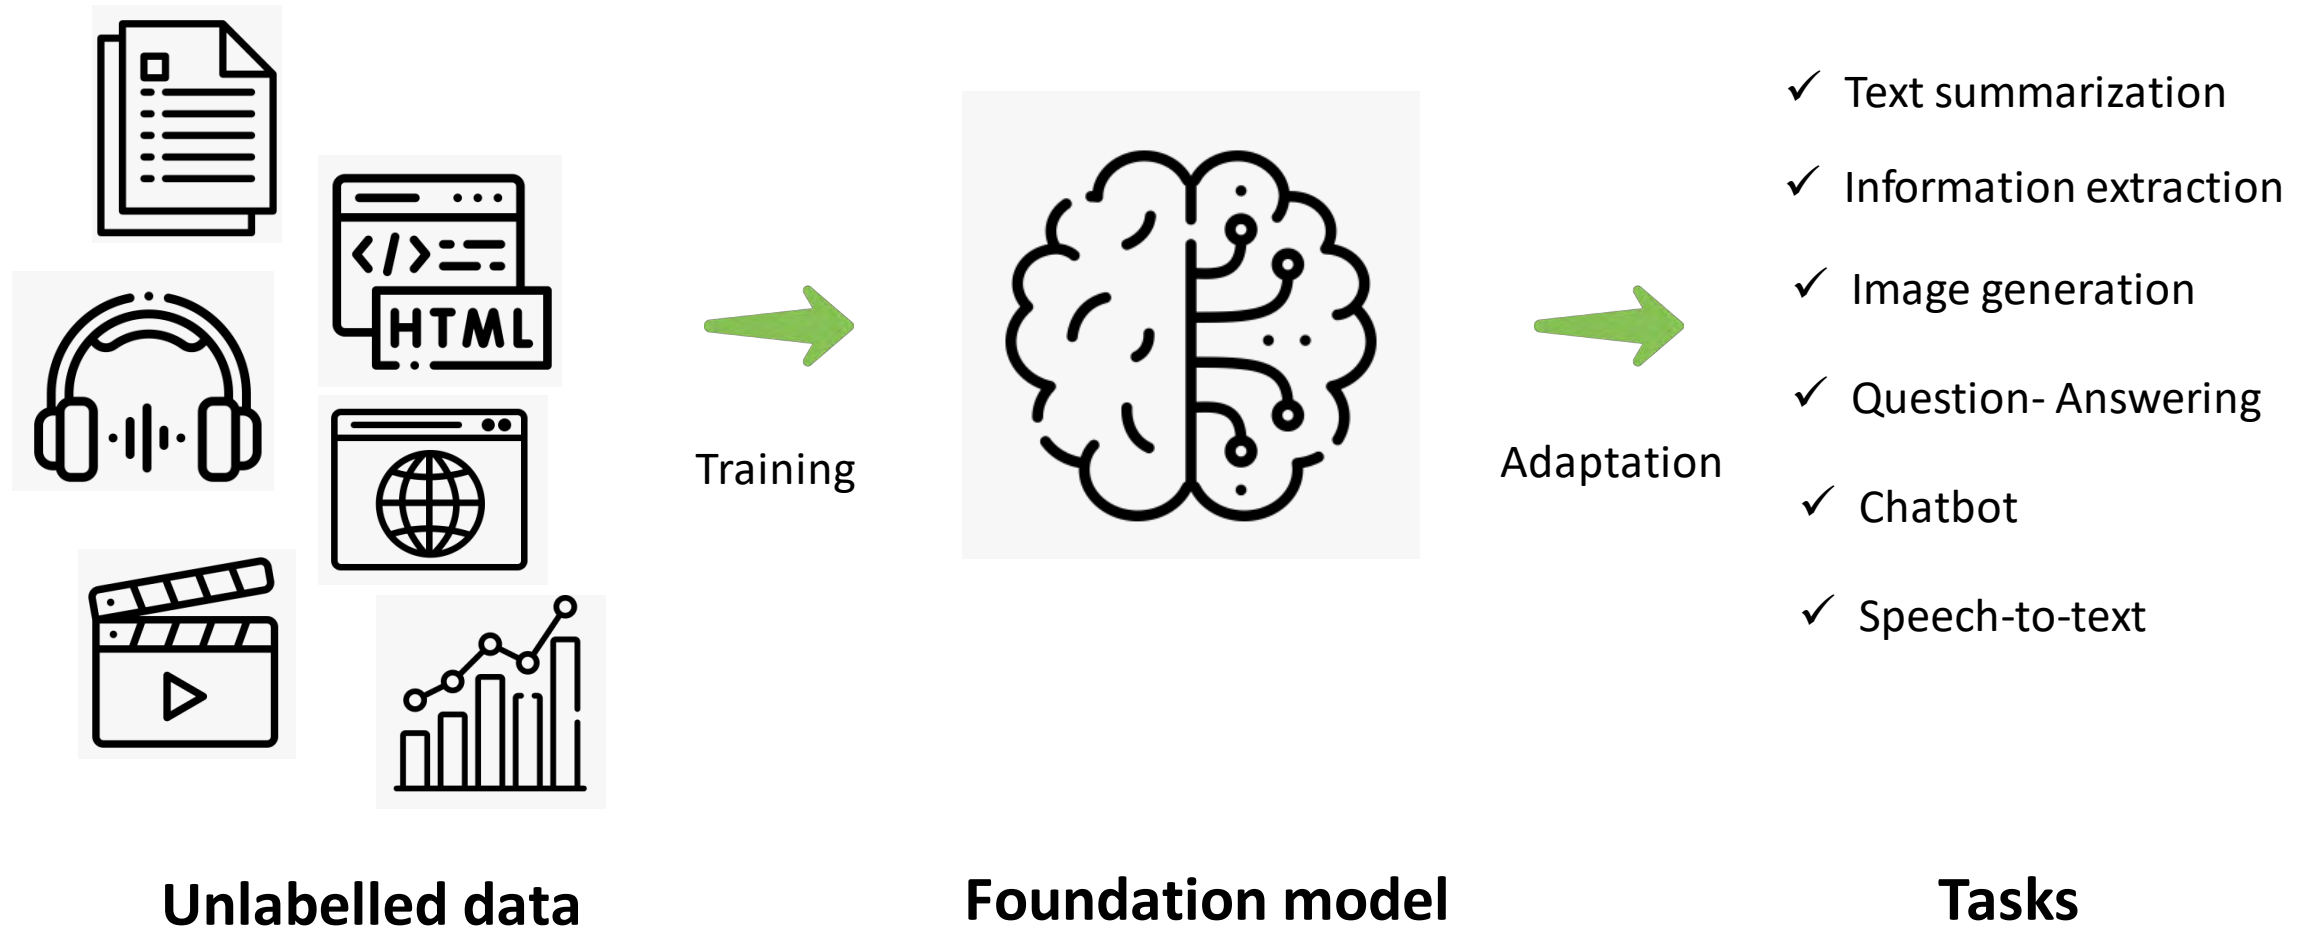 </>
HTML
Training
Adaptation
✓ Text summarization
✓ Information extraction
✓ Image generation
✓ Question- Answering
✓ Chatbot
✓ Speech-to-text
Unlabelled data
Foundation model
Tasks